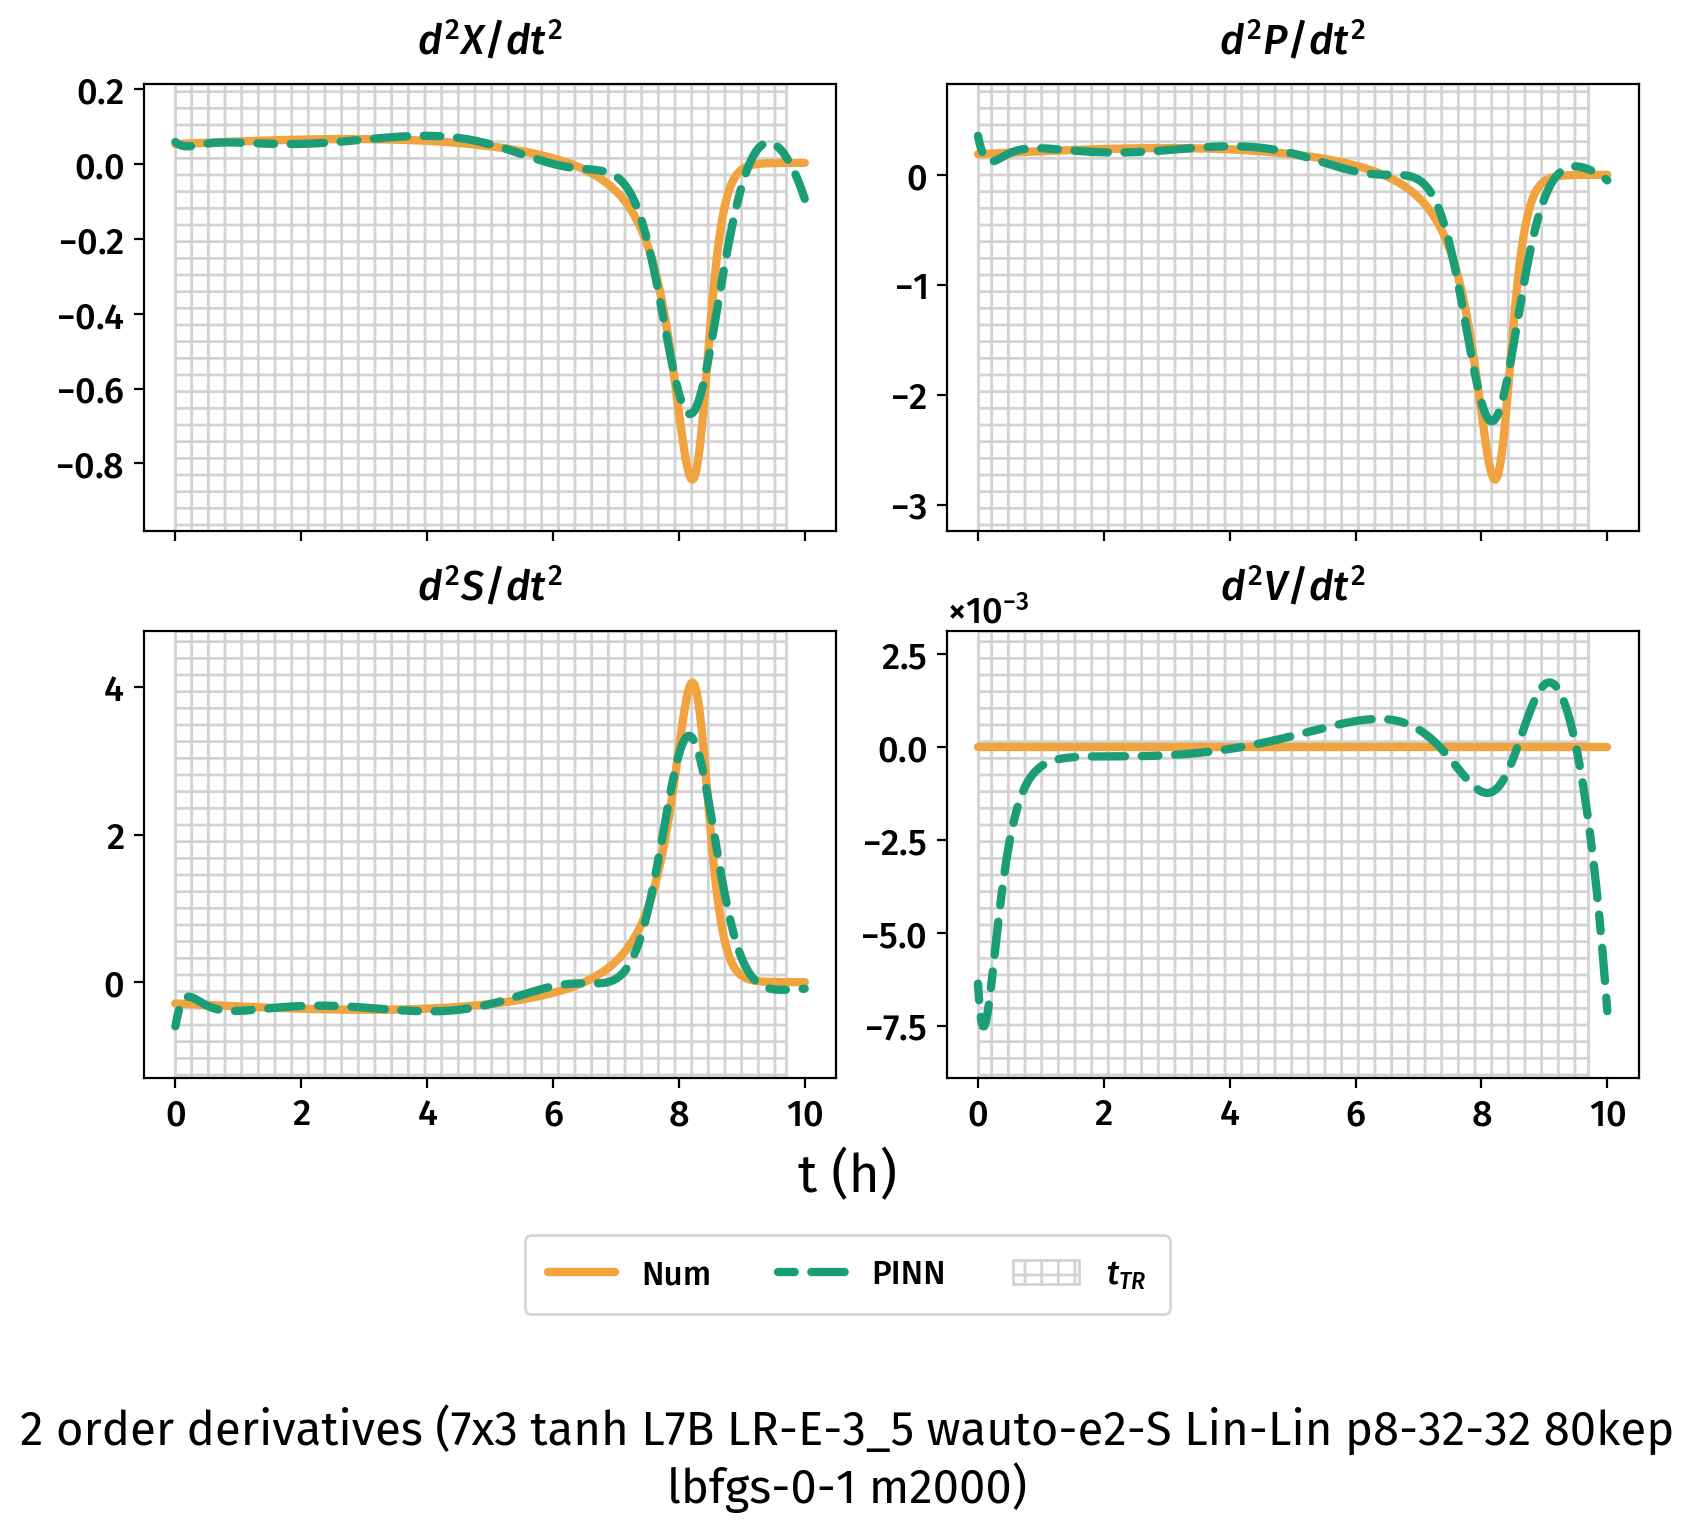 d²X/dt²
d²P/dt²
0.2
0.0
−0.2
−0.4
−0.6
−0.8
0
−1
−2
−3
d²S/dt²
d²V/dt²
×10⁻³
4
2
0
2.5
0.0
−2.5
−5.0
−7.5
0 2 4 6 8 10
0 2 4 6 8 10
t (h)
Num PINN t_TR
2 order derivatives (7x3 tanh L7B LR-E-3_5 wauto-e2-S Lin-Lin p8-32-32 80kep
lbfgs-0-1 m2000)